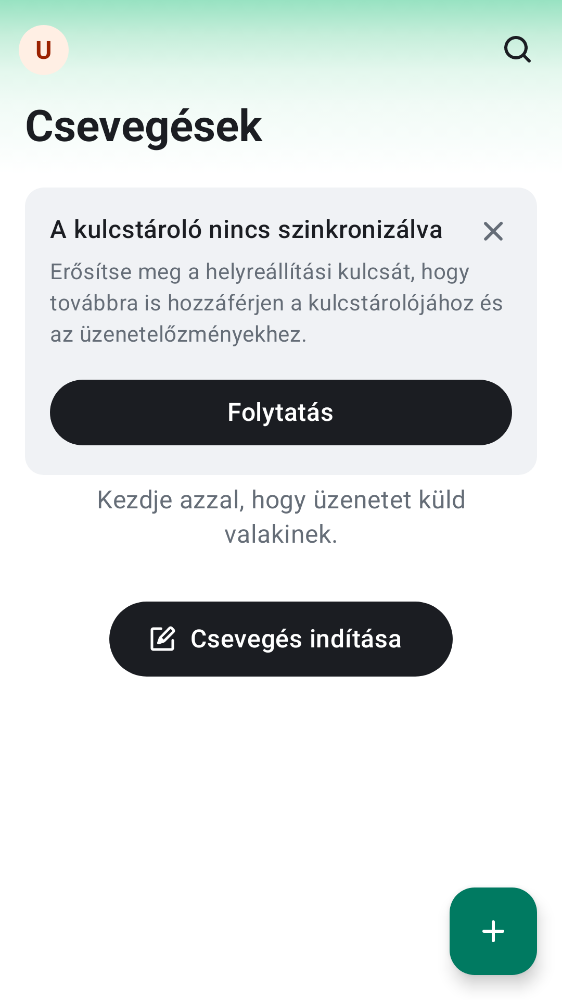 U
Csevegések
A kulcstároló nincs szinkronizálva
Erősítse meg a helyreállítási kulcsát, hogy
továbbra is hozzáférjen a kulcstárolójához és
az üzenetelőzményekhez.
Folytatás
Kezdje azzal, hogy üzenetet küld
valakinek.
Csevegés indítása